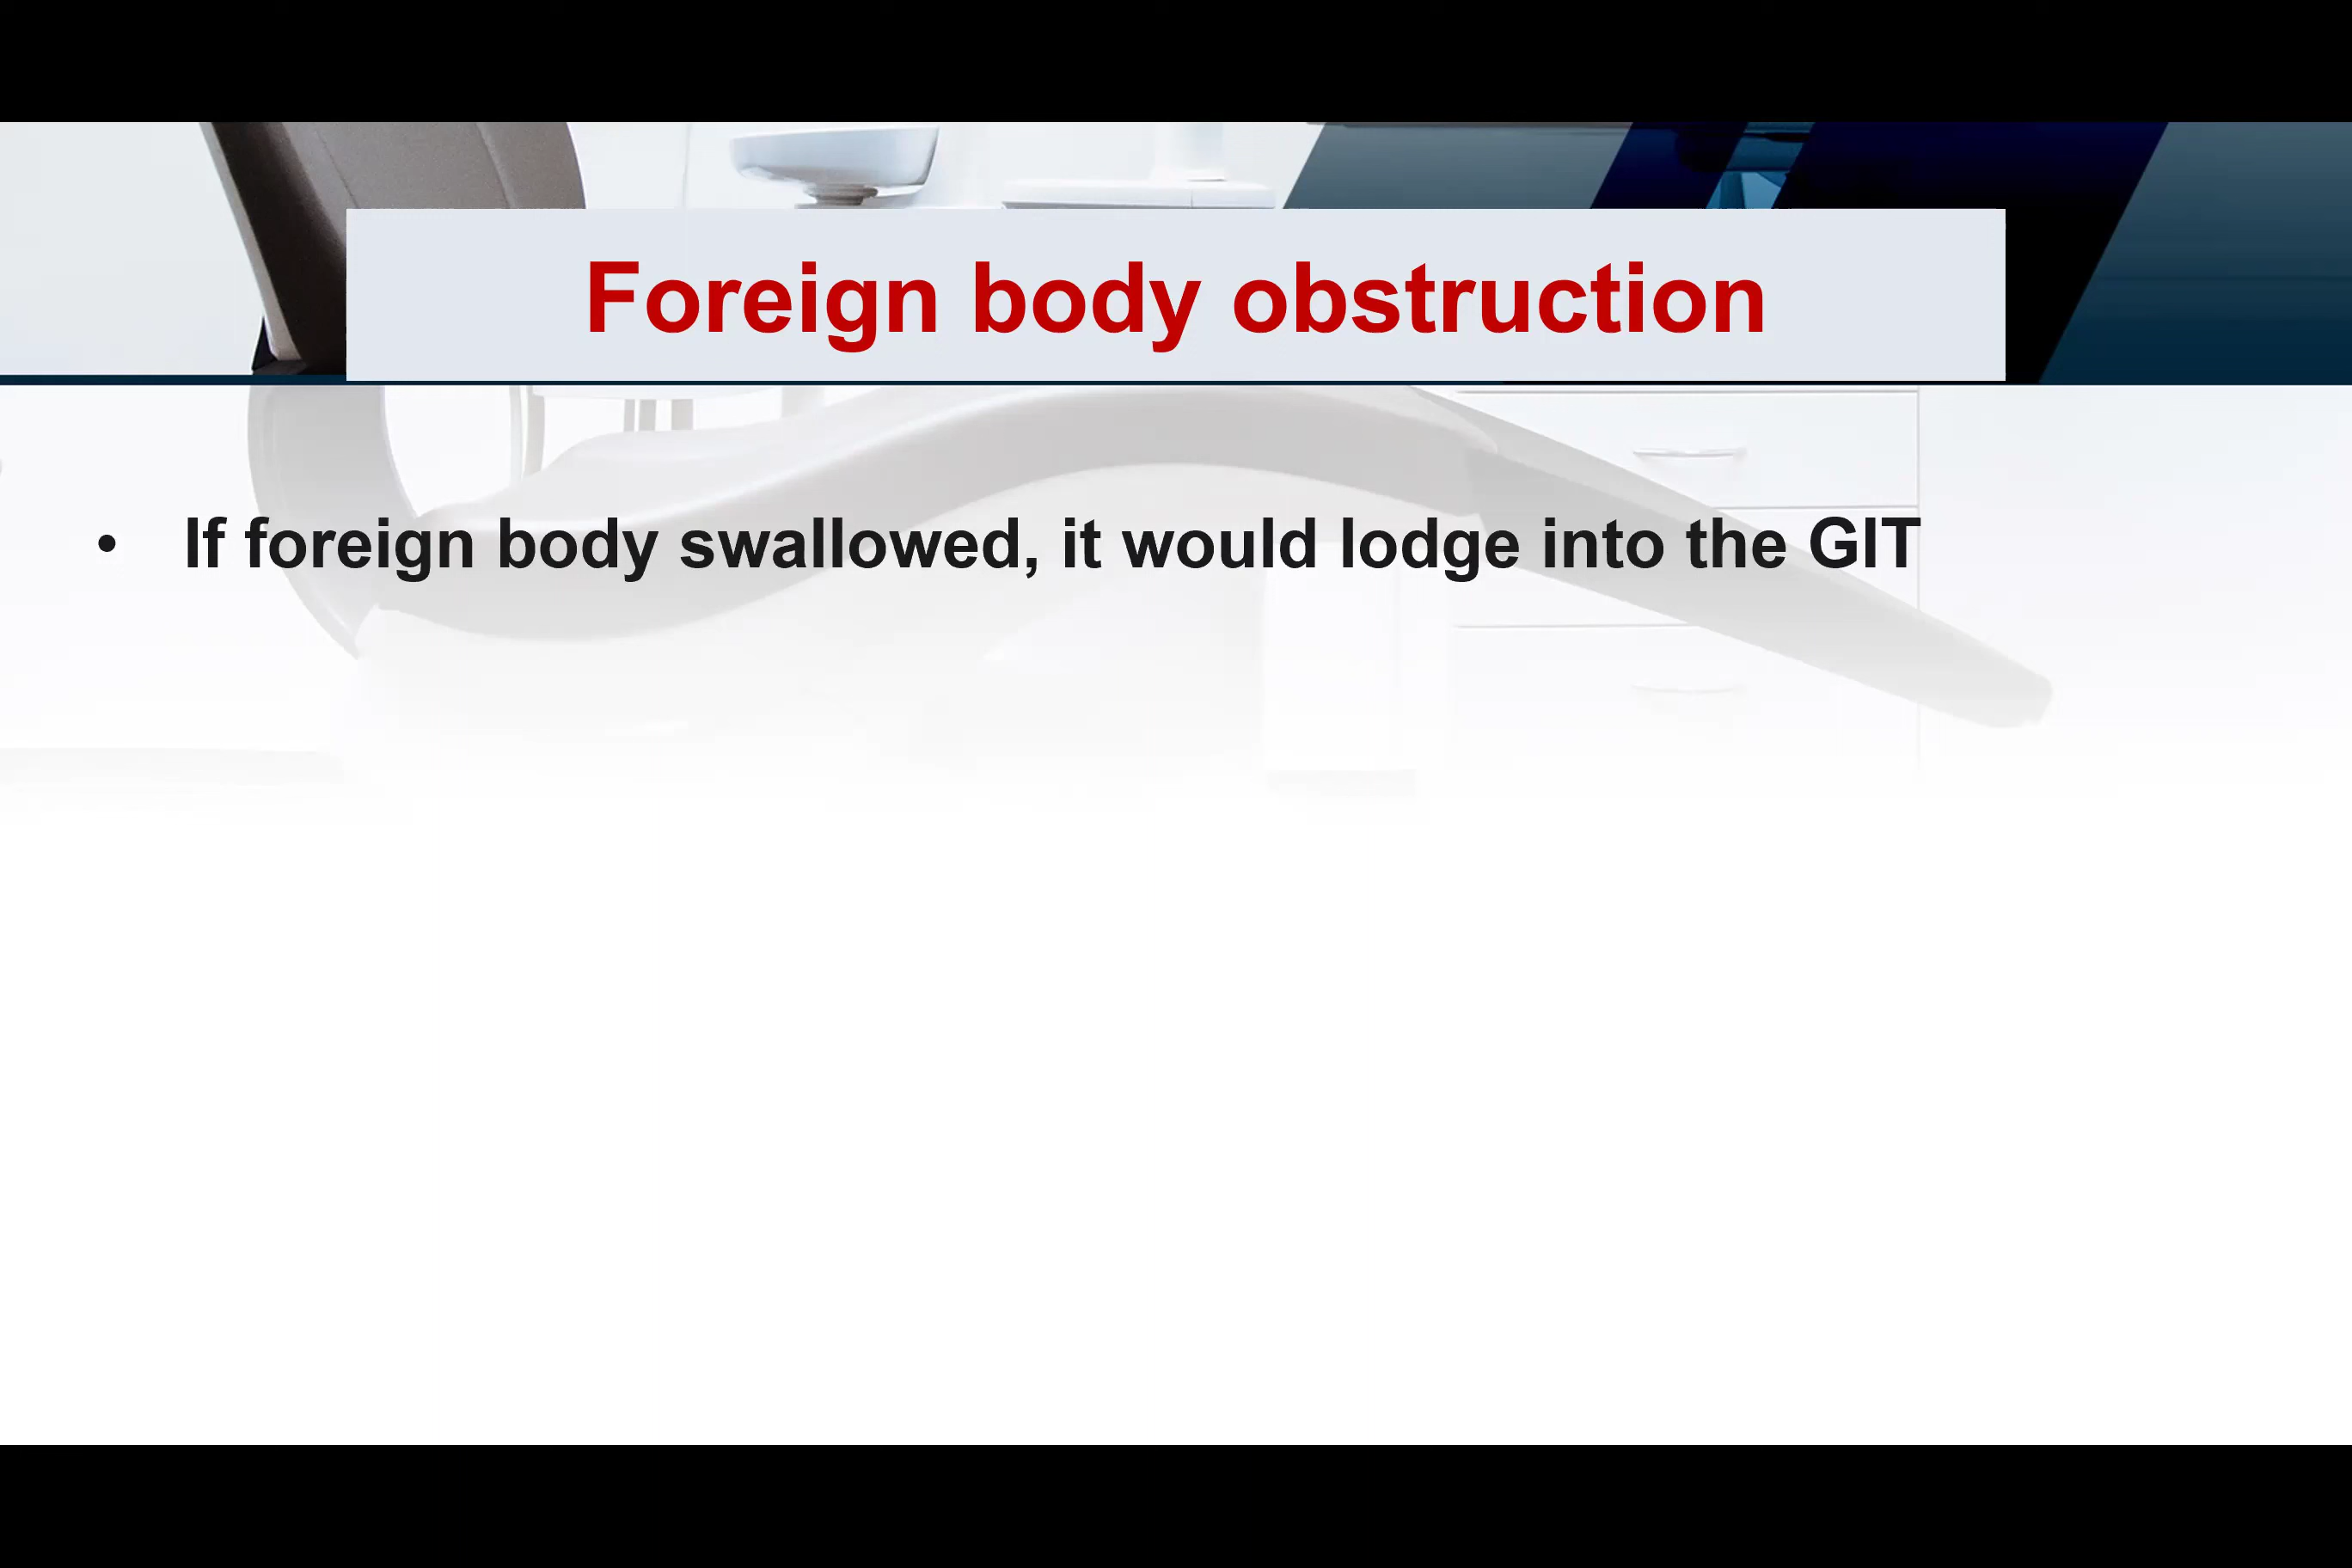 Foreign body obstruction
• If foreign body swallowed, it would lodge into the GIT